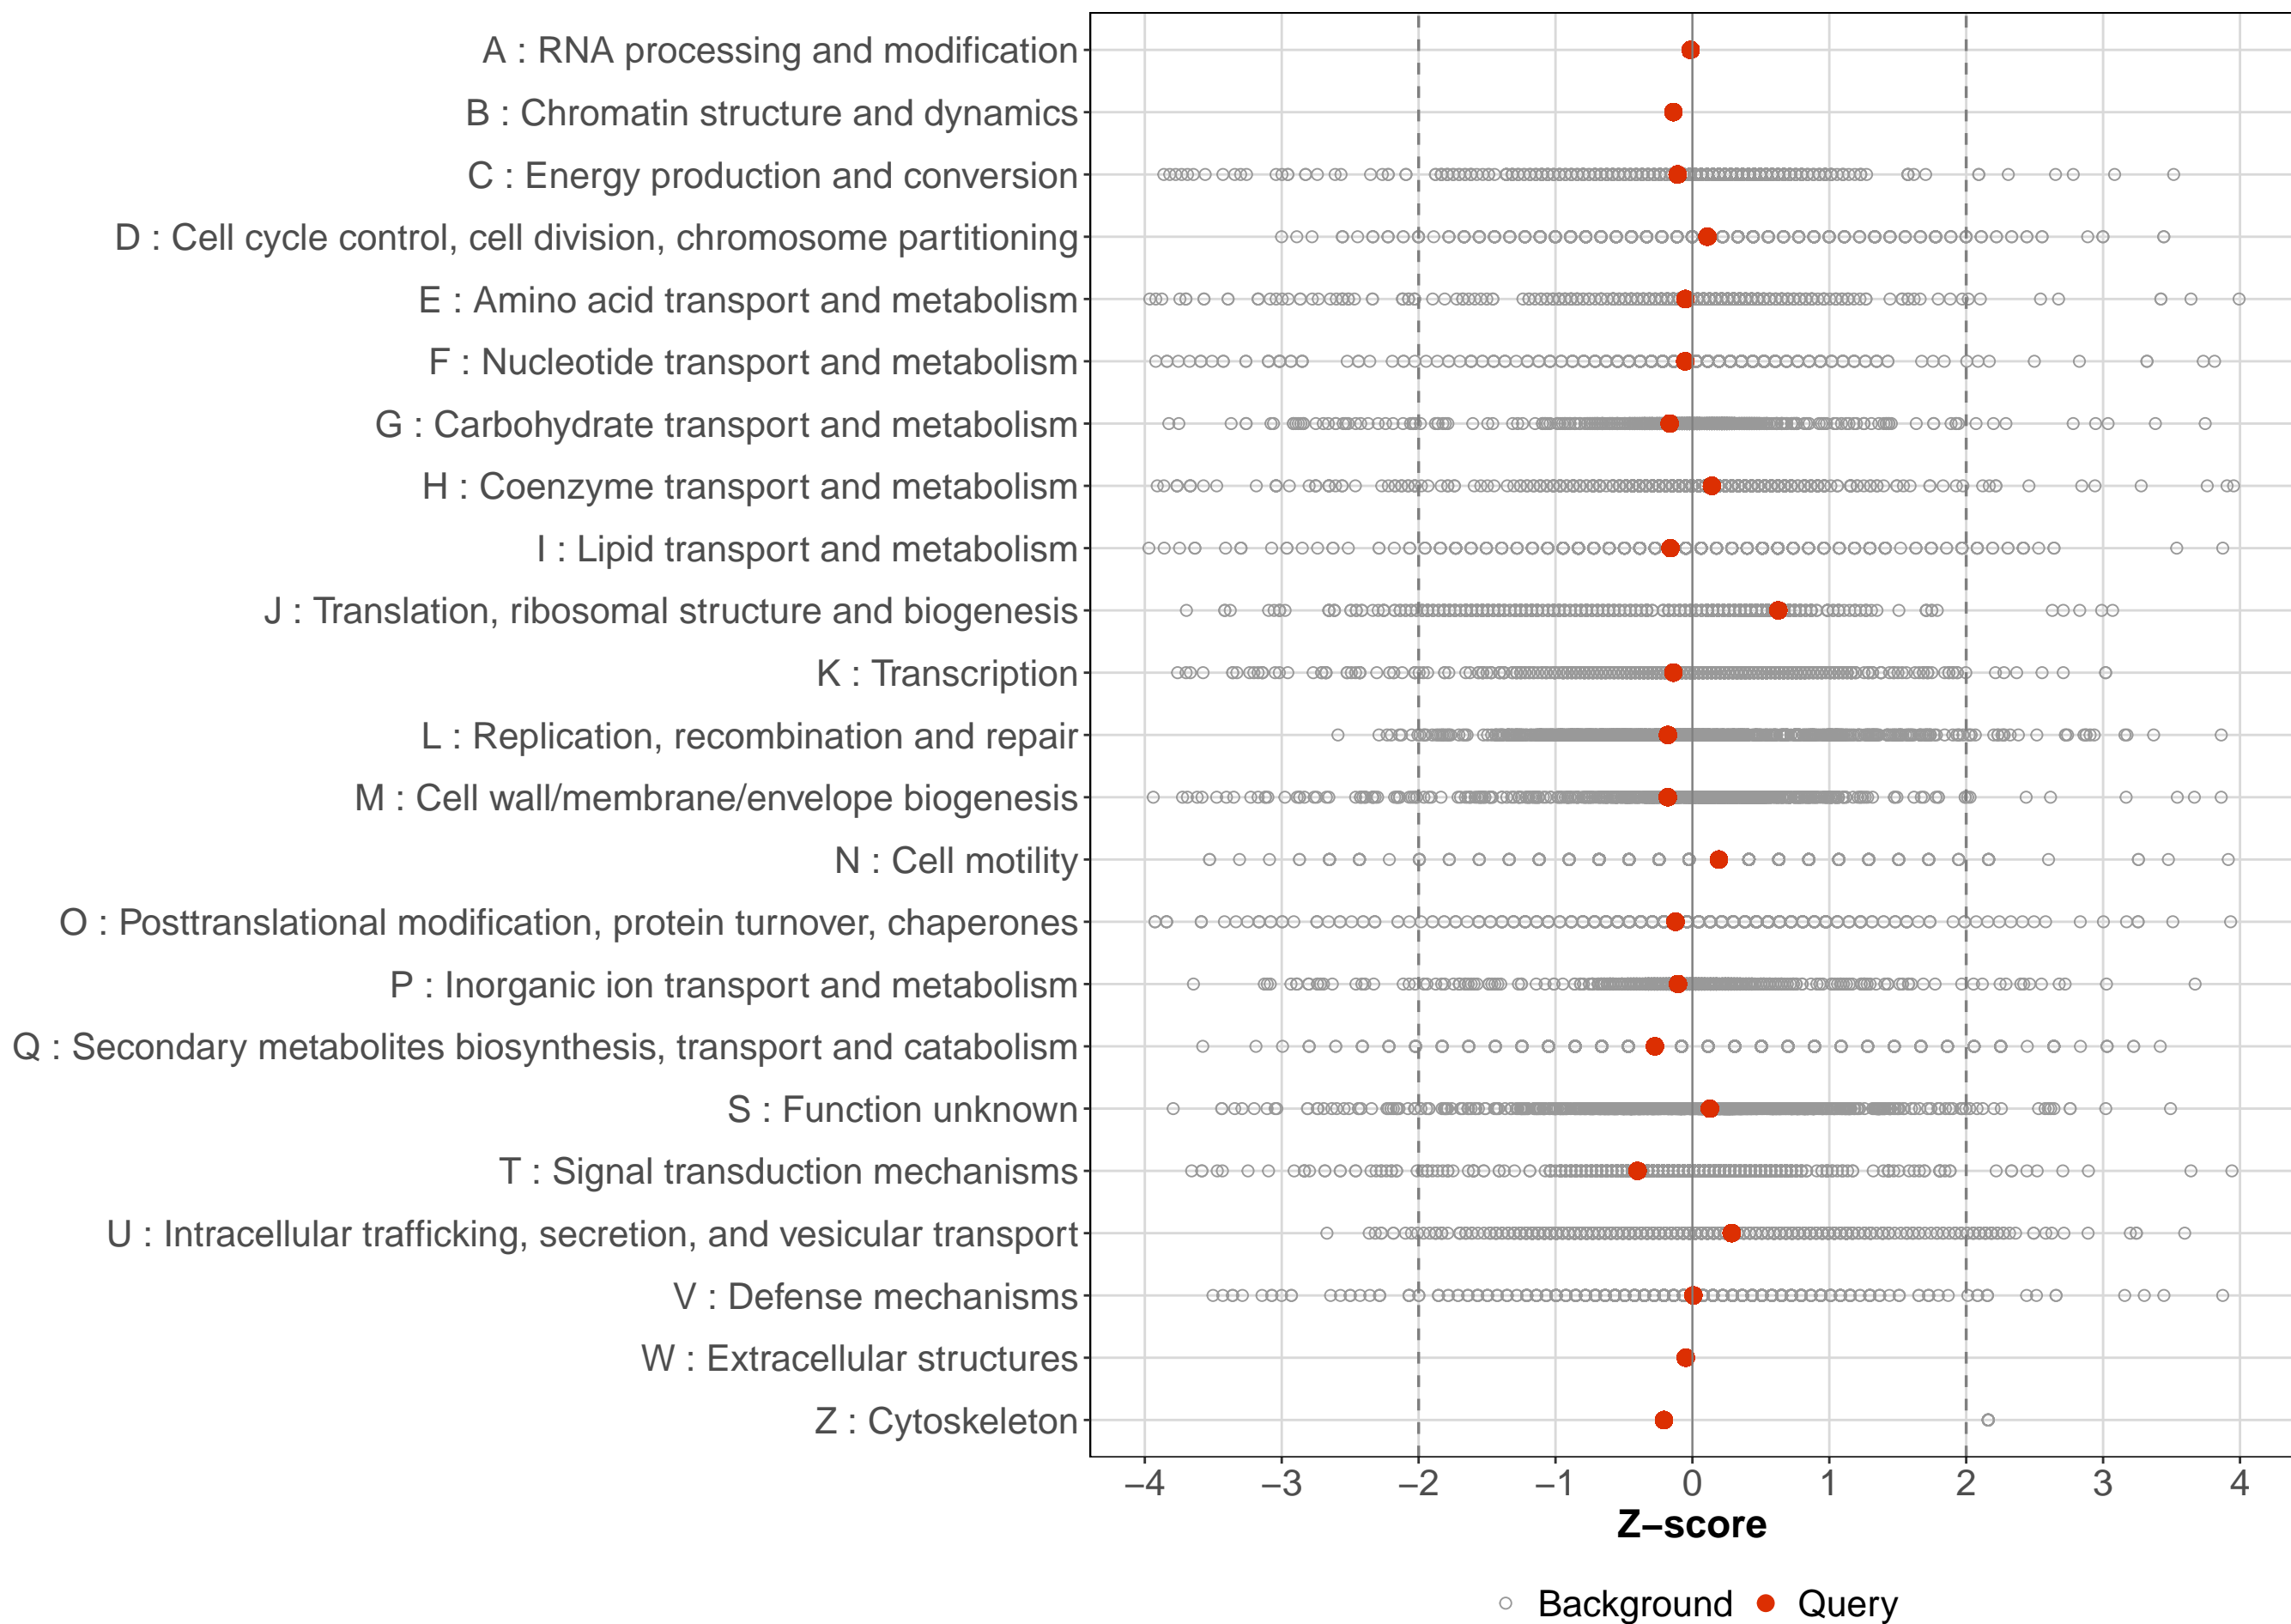 A : RNA processing and modification
B : Chromatin structure and dynamics
C : Energy production and conversion
D : Cell cycle control, cell division, chromosome partitioning
E : Amino acid transport and metabolism
F : Nucleotide transport and metabolism
G : Carbohydrate transport and metabolism
H : Coenzyme transport and metabolism
I : Lipid transport and metabolism
J : Translation, ribosomal structure and biogenesis
K : Transcription
L : Replication, recombination and repair
M : Cell wall/membrane/envelope biogenesis
N : Cell motility
O : Posttranslational modification, protein turnover, chaperones
P : Inorganic ion transport and metabolism
Q : Secondary metabolites biosynthesis, transport and catabolism
S : Function unknown
T : Signal transduction mechanisms
U : Intracellular trafficking, secretion, and vesicular transport
V : Defense mechanisms
W : Extracellular structures
Z : Cytoskeleton
−4 −3 −2 −1 0 1 2 3 4
Z−score
Background Query